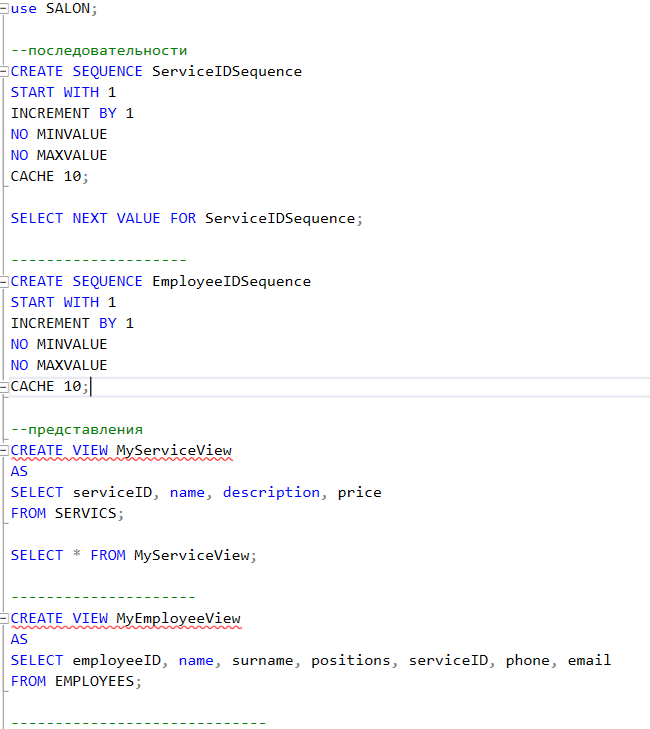 use SALON;
--последовательности
CREATE SEQUENCE ServiceIDSequence
START WITH 1
INCREMENT BY 1
NO MINVALUE
NO MAXVALUE
CACHE 10;
SELECT NEXT VALUE FOR ServiceIDSequence;
--------------------
CREATE SEQUENCE EmployeeIDSequence
START WITH 1
INCREMENT BY 1
NO MINVALUE
NO MAXVALUE
CACHE 10;
--представления
CREATE VIEW MyServiceView
AS
SELECT serviceID, name, description, price
FROM SERVICS;
SELECT * FROM MyServiceView;
---------------------
CREATE VIEW MyEmployeeView
AS
SELECT employeeID, name, surname, positions, serviceID, phone, email
FROM EMPLOYEES;
-----------------------------